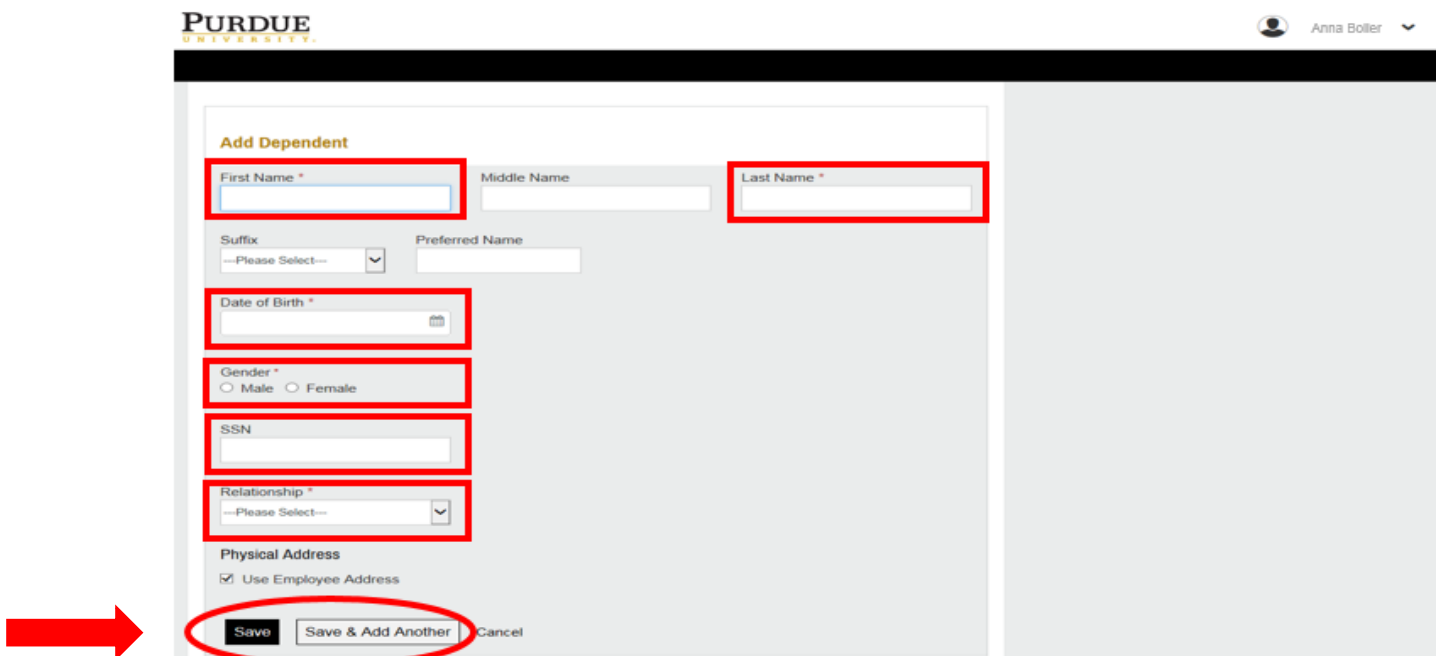 PURDUE
UNIVERSITY.
Anna Boller
Add Dependent
First Name * Middle Name Last Name *
Suffix Preferred Name
---Please Select---
Date of Birth *
Gender *
Male Female
SSN
Relationship *
---Please Select---
Physical Address
Use Employee Address
Save Save & Add Another Cancel